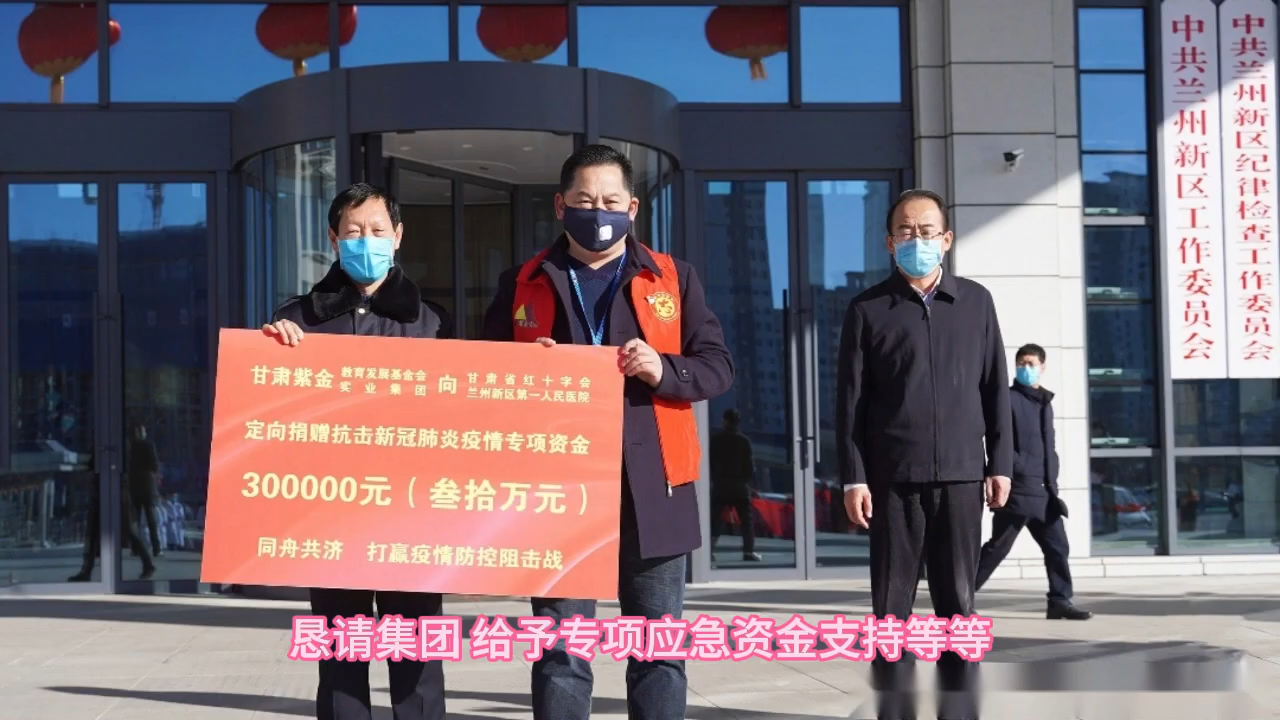 中共兰州新区工作委员会
中共兰州新区纪律检查工作委员会
甘肃紫金 教育发展基金会 实业集团 向 甘肃省红十字会 兰州新区第一人民医院
定向捐赠抗击新冠肺炎疫情专项资金
300000元（叁拾万元）
同舟共济 打赢疫情防控阻击战
恳请集团 给予专项应急资金支持等等